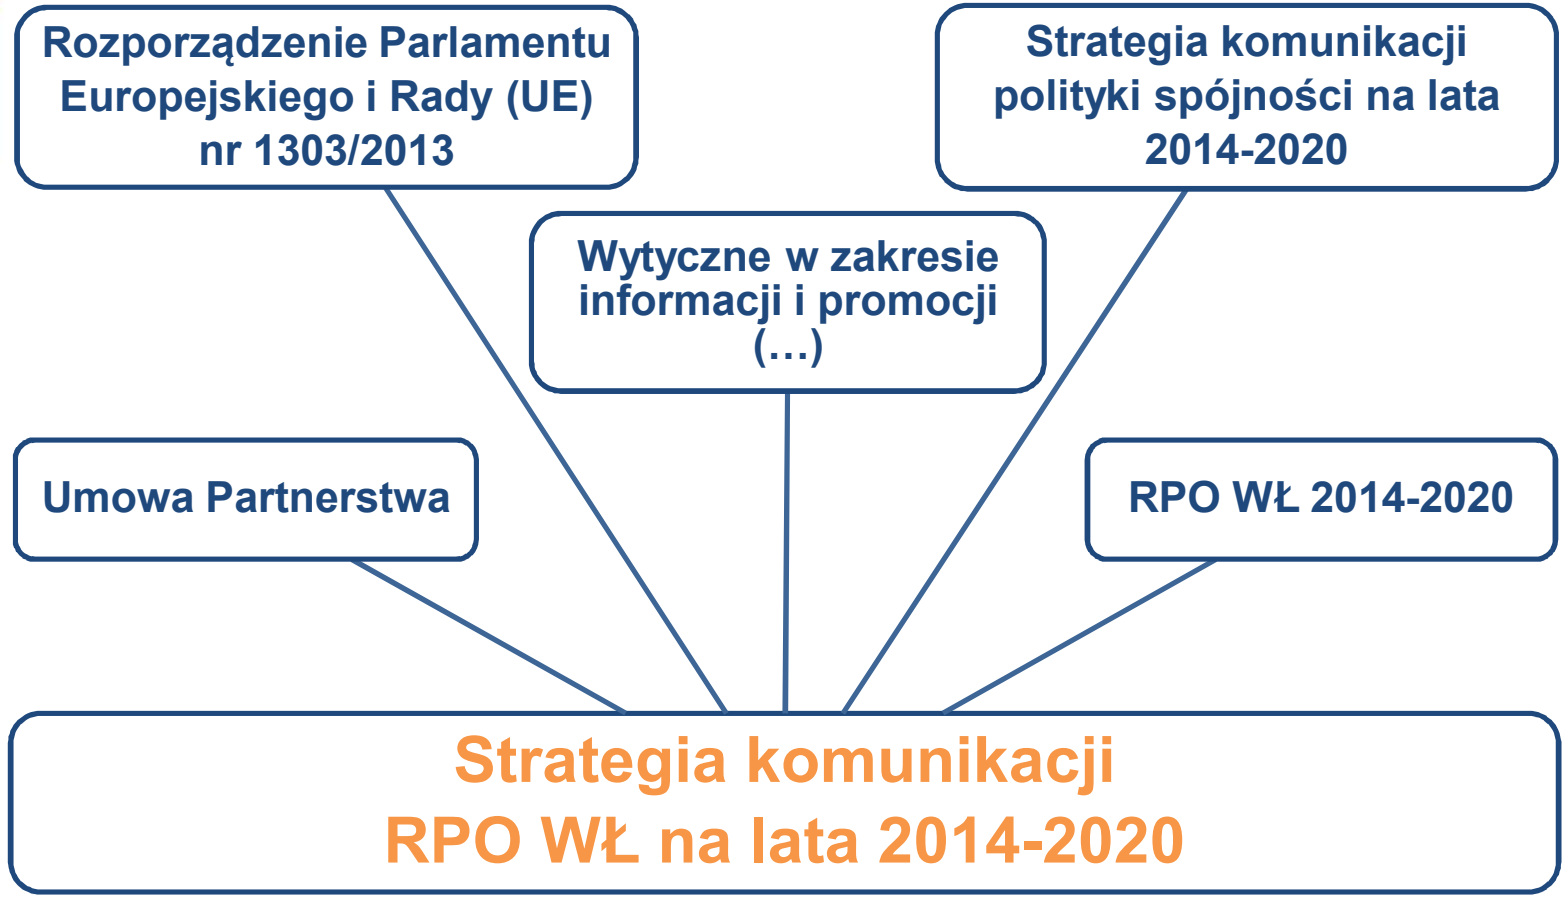 Rozporządzenie Parlamentu
Europejskiego i Rady (UE)
nr 1303/2013
Strategia komunikacji
polityki spójności na lata
2014-2020
Wytyczne w zakresie
informacji i promocji
(...)
Umowa Partnerstwa
RPO WŁ 2014-2020
Strategia komunikacji
RPO WŁ na lata 2014-2020